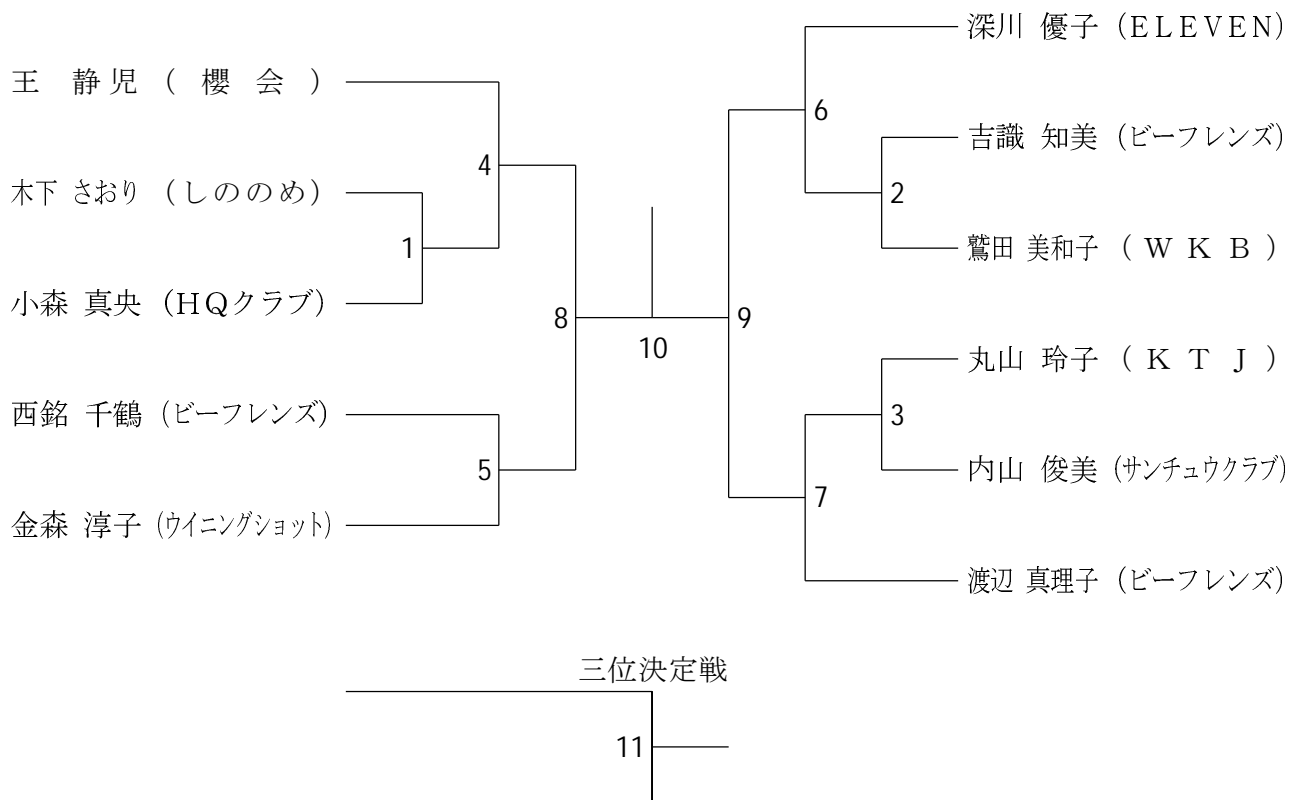 王 静児 (櫻会)
木下 さおり (しののめ)
小森 真央 (HQクラブ)
西銘 千鶴 (ビーフレンズ)
金森 淳子 (ウイニングショット)
1
4
5
8
10
9
6
2
3
7
深川 優子 (ELEVEN)
吉識 知美 (ビーフレンズ)
鷲田 美和子 (WKB)
丸山 玲子 (KTJ)
内山 俊美 (サンチュウクラブ)
渡辺 真理子 (ビーフレンズ)
三位決定戦
11